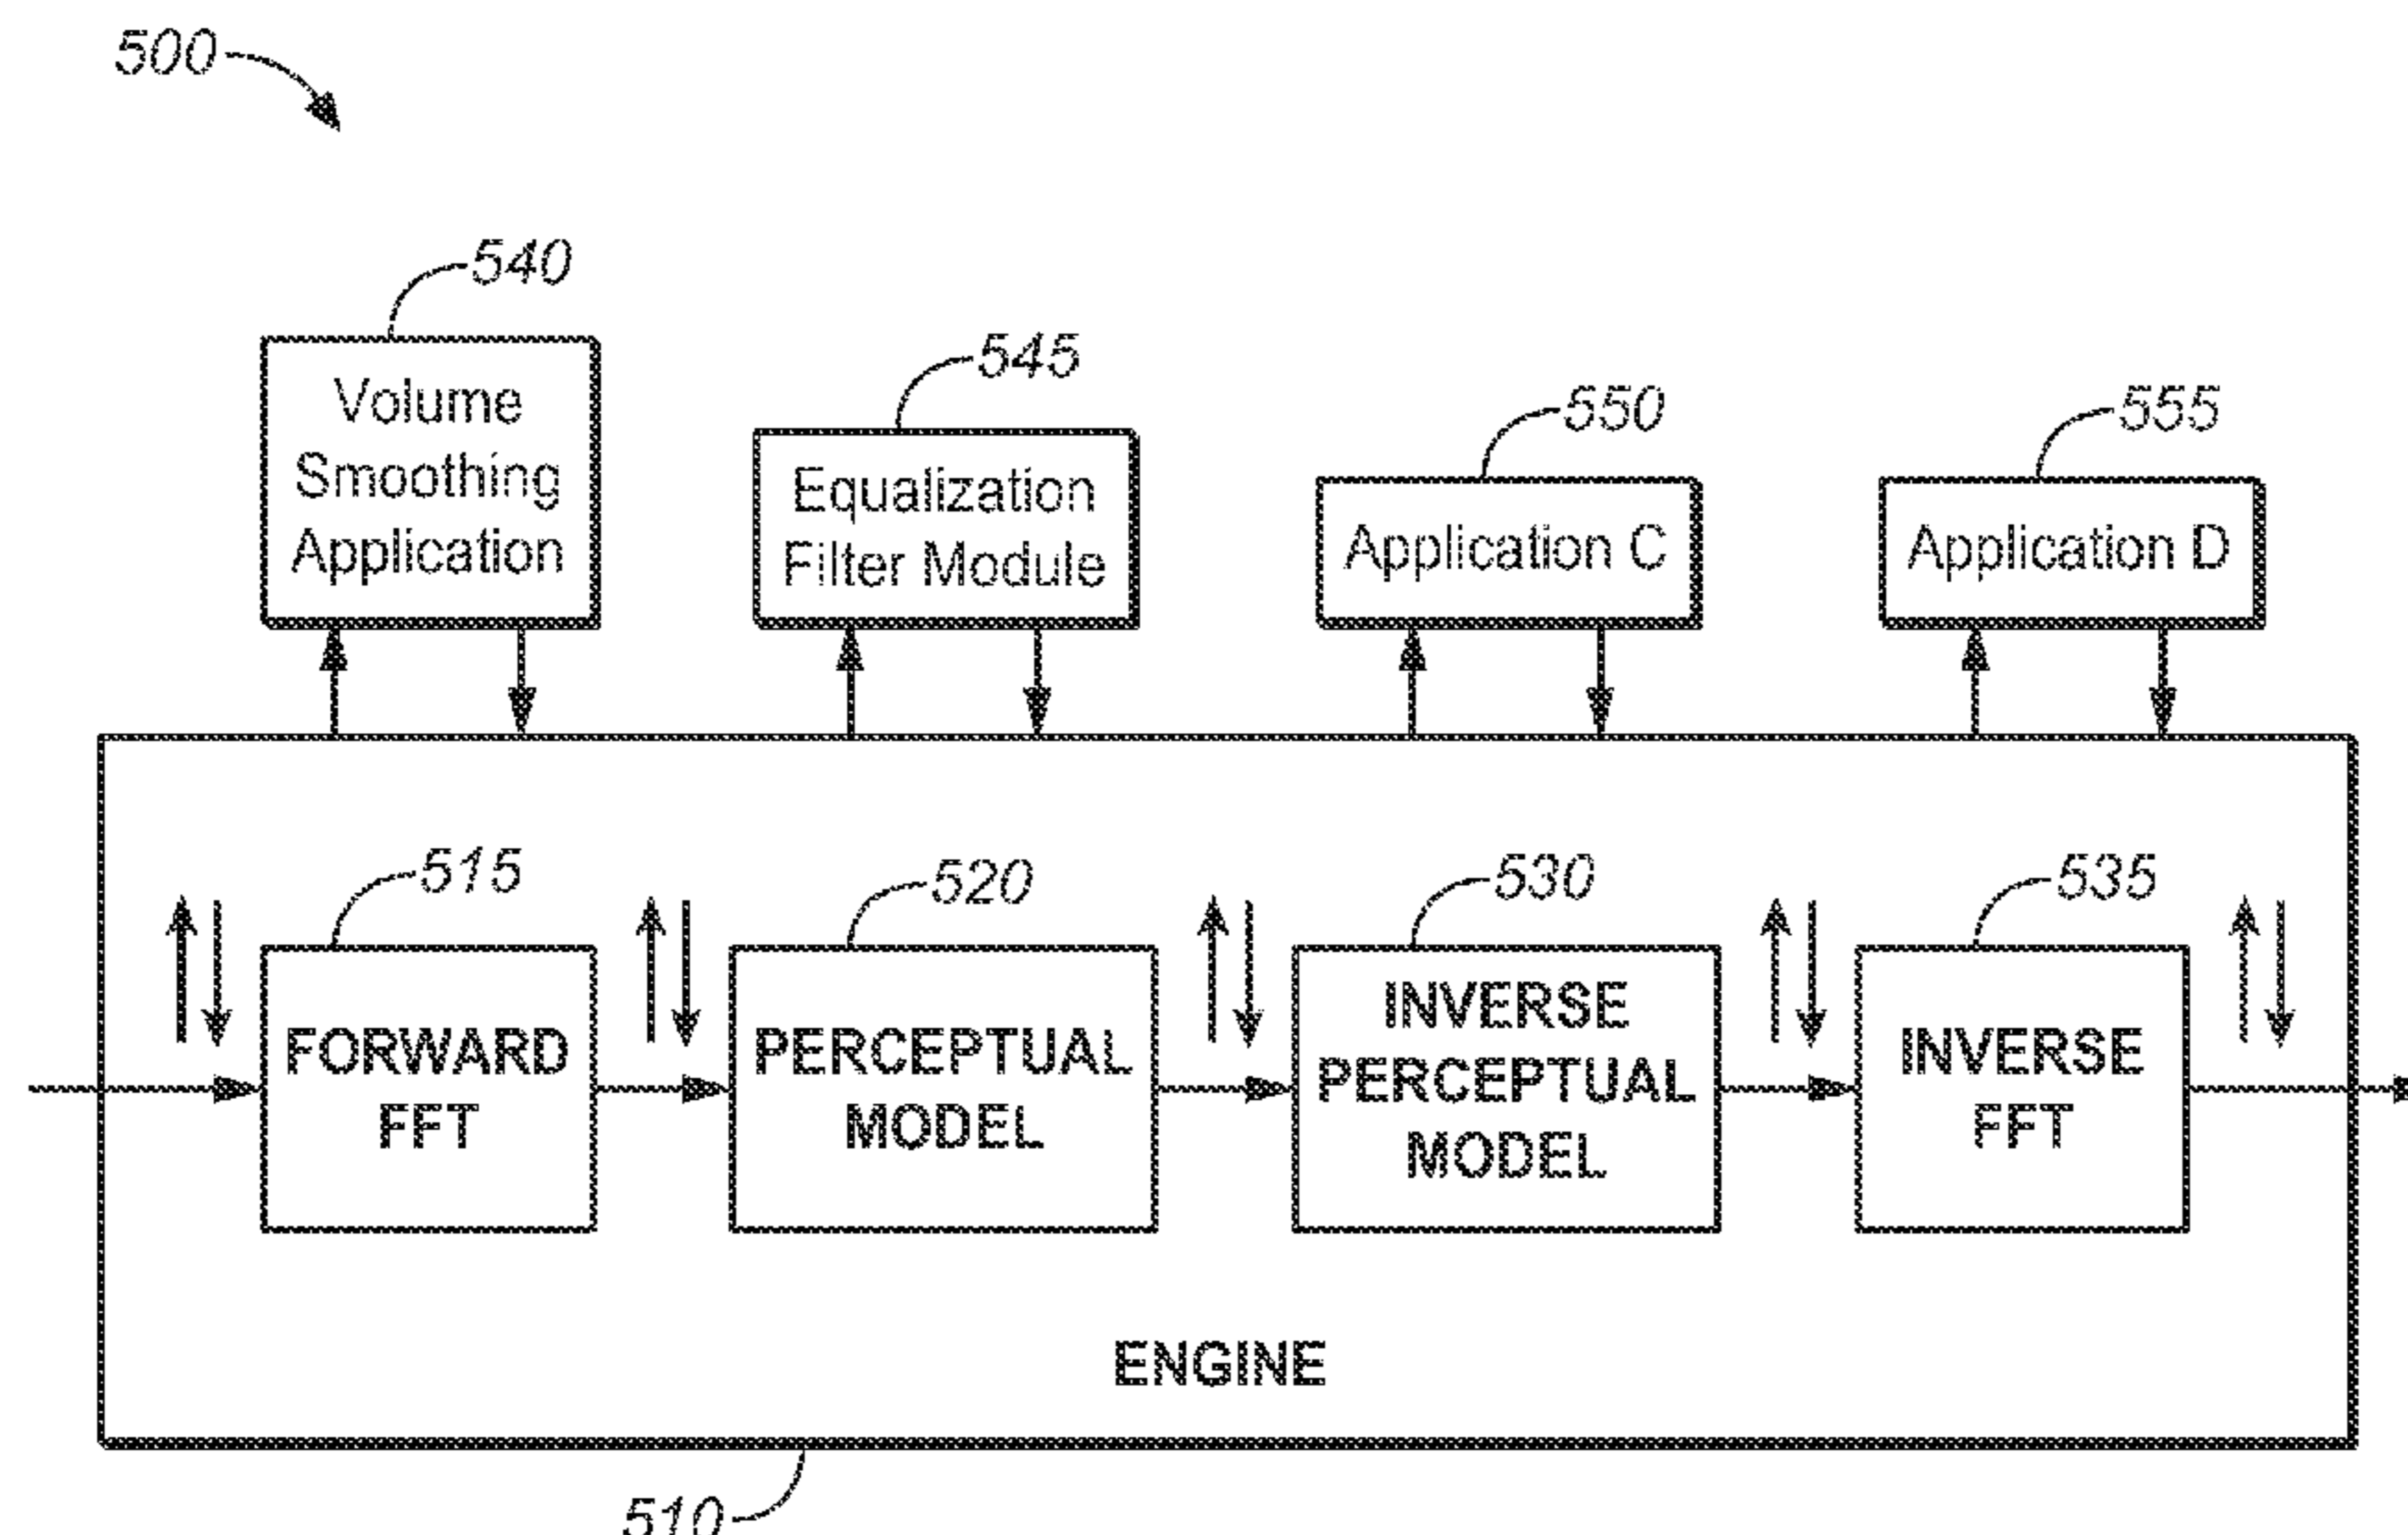 500
540
Volume
Smoothing
Application
545
Equalization
Filter Module
550
Application C
555
Application D
515
FORWARD
FFT
520
PERCEPTUAL
MODEL
530
INVERSE
PERCEPTUAL
MODEL
535
INVERSE
FFT
ENGINE
510